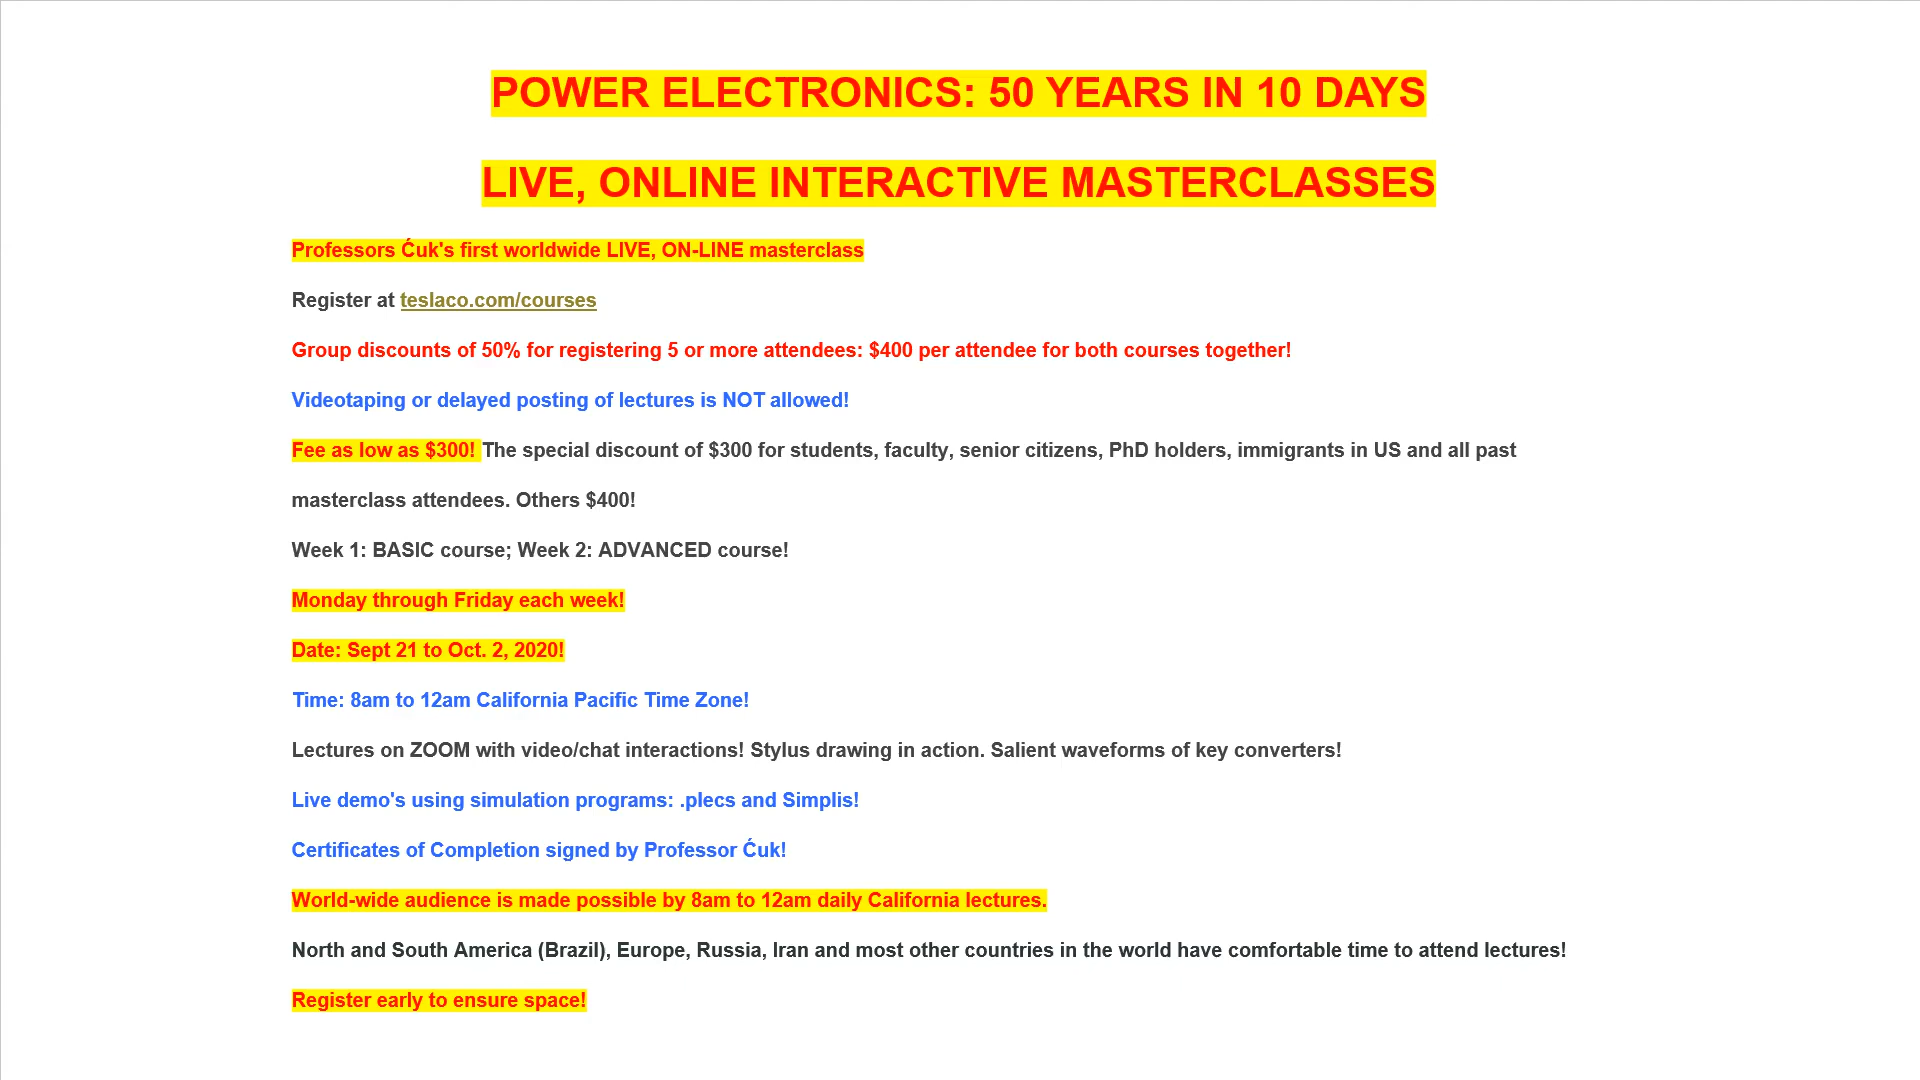 POWER ELECTRONICS: 50 YEARS IN 10 DAYS
LIVE, ONLINE INTERACTIVE MASTERCLASSES
Professors Ćuk's first worldwide LIVE, ON-LINE masterclass
Register at teslaco.com/courses
Group discounts of 50% for registering 5 or more attendees: $400 per attendee for both courses together!
Videotaping or delayed posting of lectures is NOT allowed!
Fee as low as $300! The special discount of $300 for students, faculty, senior citizens, PhD holders, immigrants in US and all past
masterclass attendees. Others $400!
Week 1: BASIC course; Week 2: ADVANCED course!
Monday through Friday each week!
Date: Sept 21 to Oct. 2, 2020!
Time: 8am to 12am California Pacific Time Zone!
Lectures on ZOOM with video/chat interactions! Stylus drawing in action. Salient waveforms of key converters!
Live demo's using simulation programs: .plecs and Simplis!
Certificates of Completion signed by Professor Ćuk!
World-wide audience is made possible by 8am to 12am daily California lectures.
North and South America (Brazil), Europe, Russia, Iran and most other countries in the world have comfortable time to attend lectures!
Register early to ensure space!